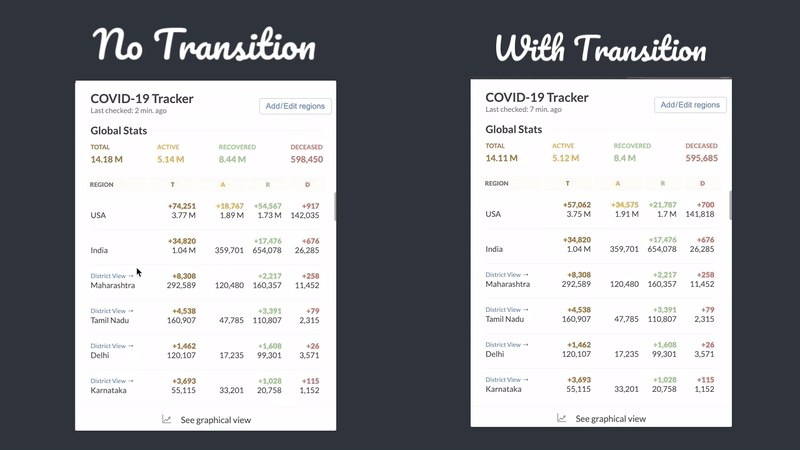 No Transition
COVID-19 Tracker
Last checked: 2 min. ago
Add/Edit regions
Global Stats
TOTAL ACTIVE RECOVERED DECEASED
14.18 M 5.14 M 8.44 M 598,450
REGION T A R D
+74,251 +18,767 +54,567 +917
USA 3.77 M 1.89 M 1.73 M 142,035
+34,820 +17,476 +676
India 1.04 M 359,701 654,078 26,285
District View → +8,308 +2,217 +258
Maharashtra 292,589 120,480 160,357 11,452
District View → +4,538 +3,391 +79
Tamil Nadu 160,907 47,785 110,807 2,315
District View → +1,462 +1,608 +26
Delhi 120,107 17,235 99,301 3,571
District View → +3,693 +1,028 +115
Karnataka 55,115 33,201 20,758 1,152
See graphical view
With Transition
COVID-19 Tracker
Last checked: 7 min. ago
Add/Edit regions
Global Stats
TOTAL ACTIVE RECOVERED DECEASED
14.11 M 5.12 M 8.4 M 595,685
REGION T A R D
+57,062 +34,575 +21,787 +700
USA 3.75 M 1.91 M 1.7 M 141,818
+34,820 +17,476 +676
India 1.04 M 359,701 654,078 26,285
District View → +8,308 +2,217 +258
Maharashtra 292,589 120,480 160,357 11,452
District View → +4,538 +3,391 +79
Tamil Nadu 160,907 47,785 110,807 2,315
District View → +1,462 +1,608 +26
Delhi 120,107 17,235 99,301 3,571
District View → +3,693 +1,028 +115
Karnataka 55,115 33,201 20,758 1,152
See graphical view